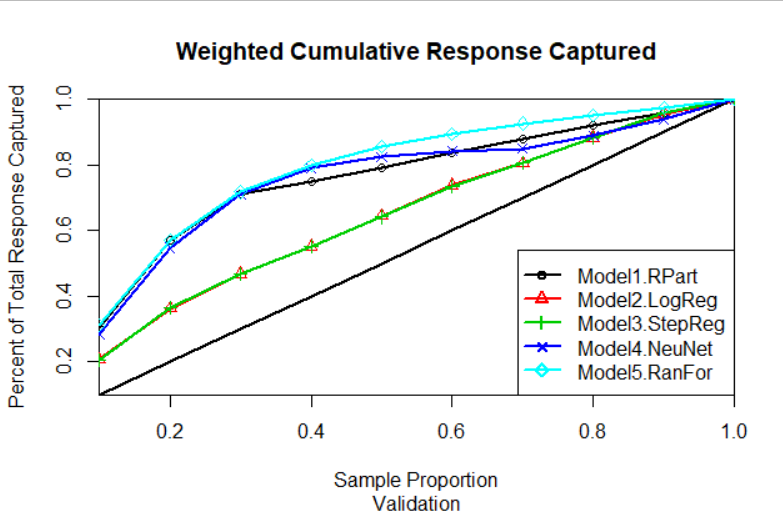 Weighted Cumulative Response Captured
Percent of Total Response Captured
1.0
0.8
0.6
0.4
0.2
Model1.RPart
Model2.LogReg
Model3.StepReg
Model4.NeuNet
Model5.RanFor
0.2 0.4 0.6 0.8 1.0
Sample Proportion
Validation